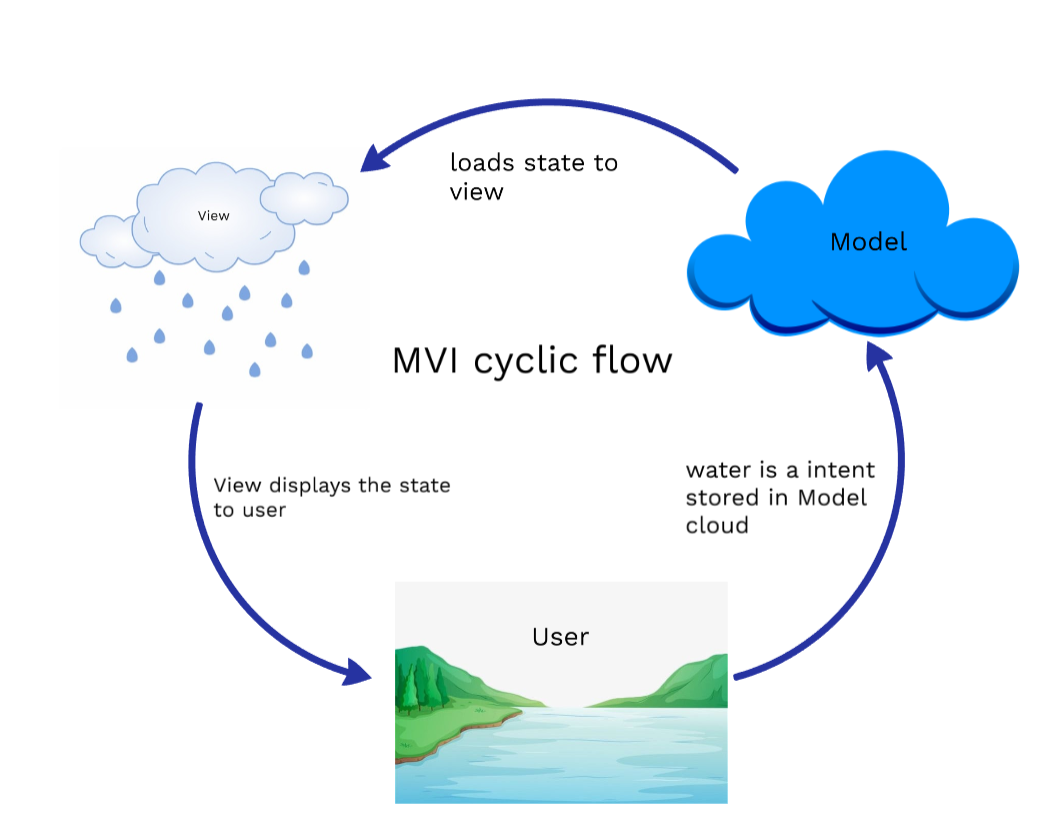 loads state to
view
View
Model
MVI cyclic flow
water is a intent
stored in Model
cloud
View displays the state
to user
User